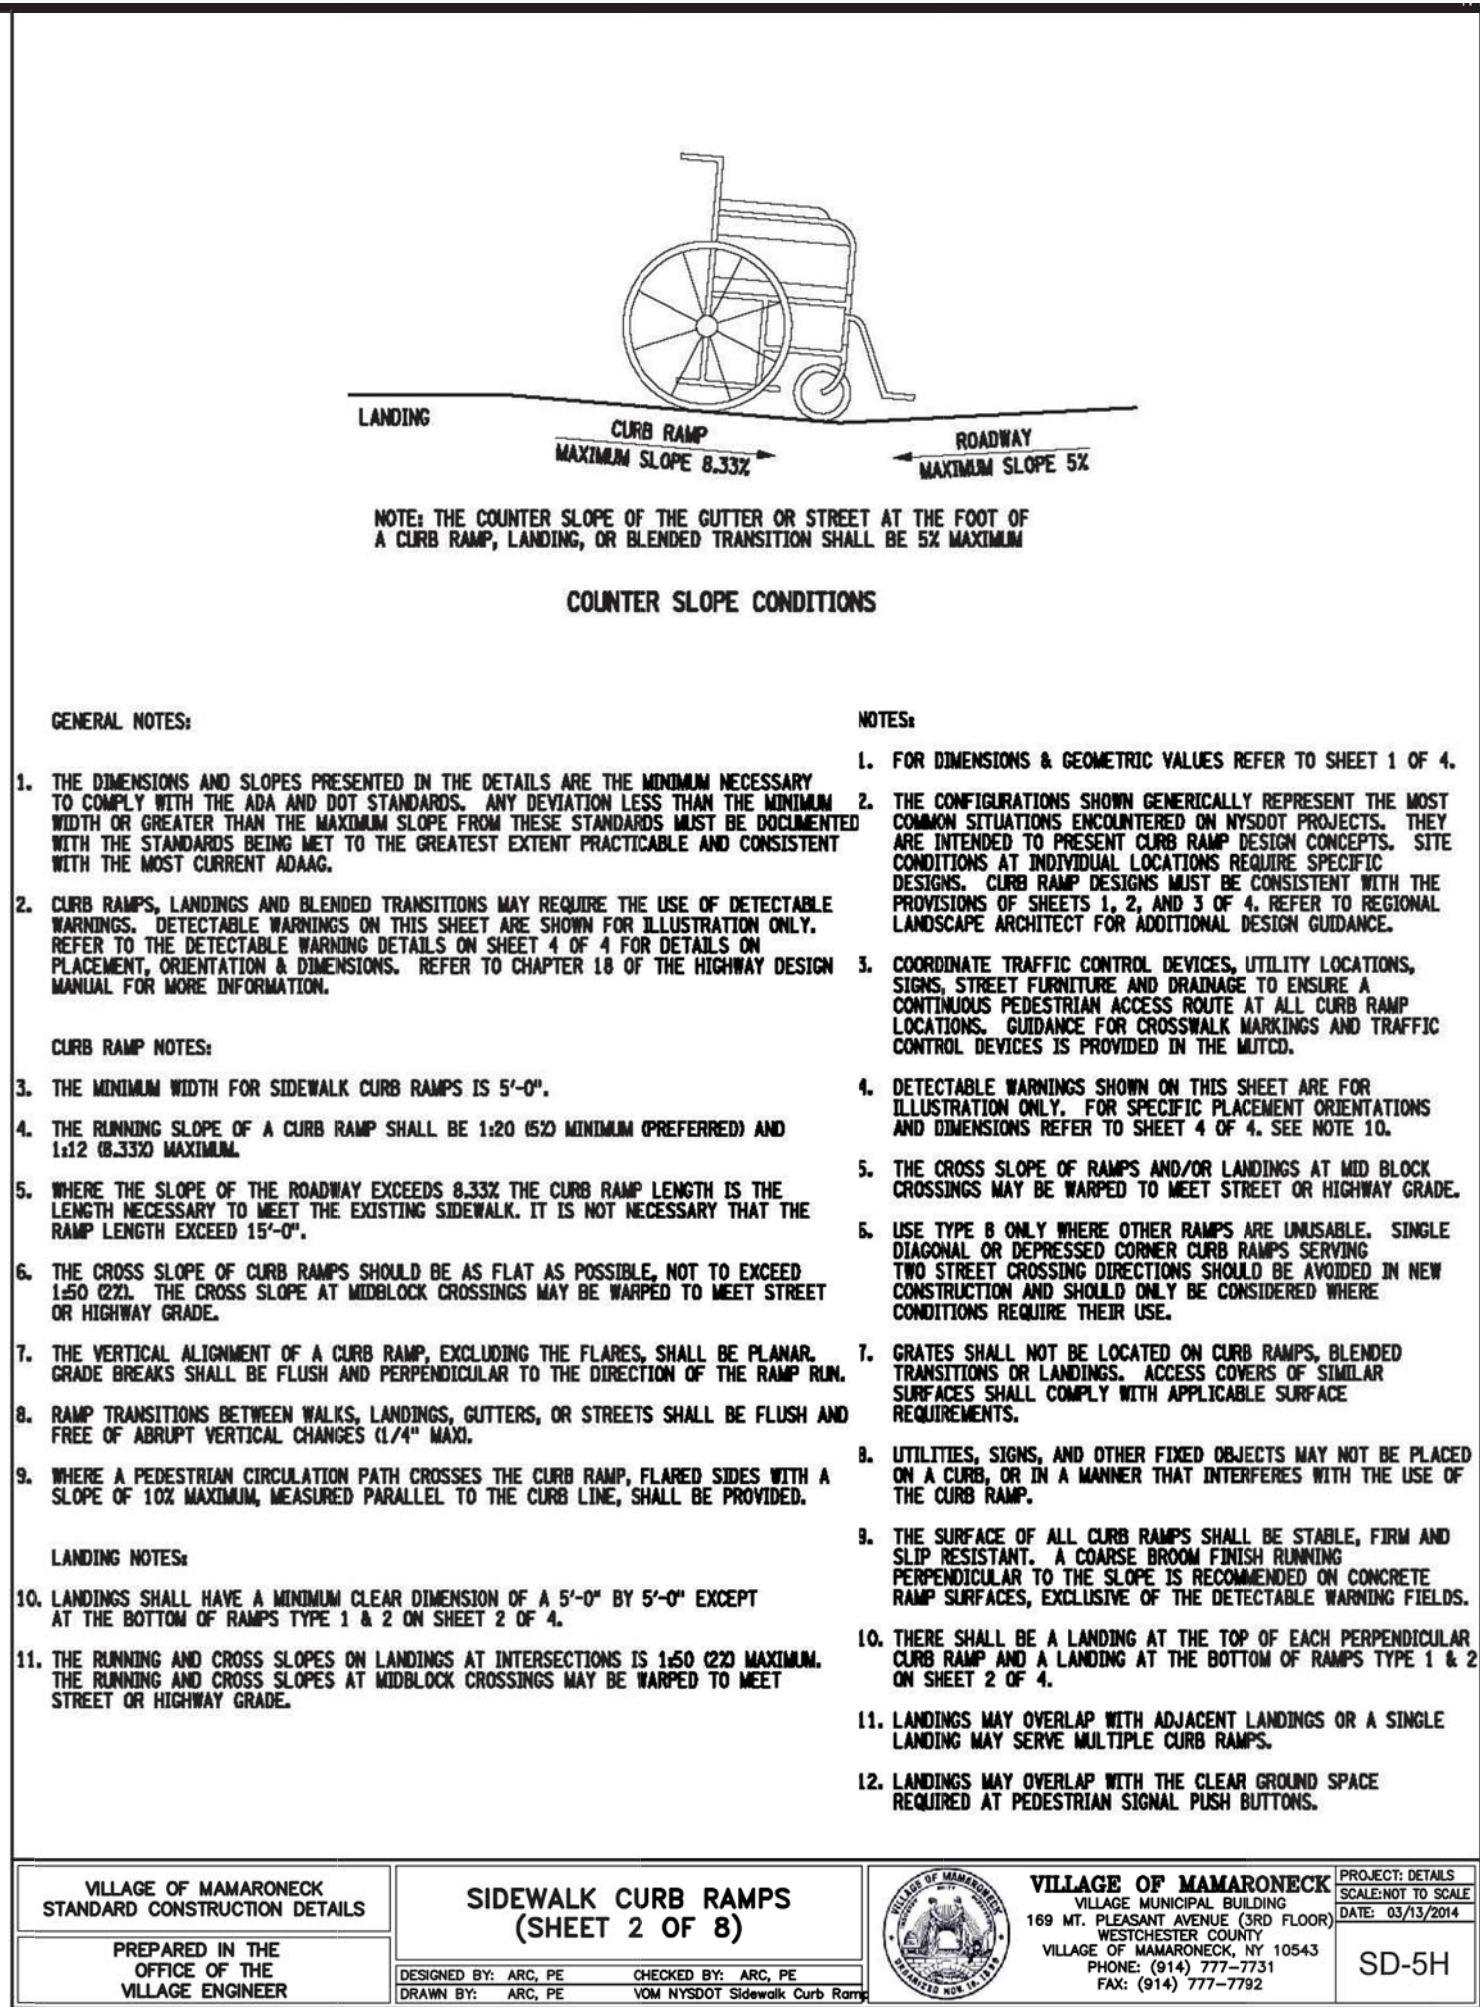 LANDING
CURB RAMP
MAXIMUM SLOPE 8.33%
ROADWAY
MAXIMUM SLOPE 5%
NOTE: THE COUNTER SLOPE OF THE GUTTER OR STREET AT THE FOOT OF
A CURB RAMP, LANDING, OR BLENDED TRANSITION SHALL BE 5% MAXIMUM
COUNTER SLOPE CONDITIONS
GENERAL NOTES:
1. THE DIMENSIONS AND SLOPES PRESENTED IN THE DETAILS ARE THE MINIMUM NECESSARY
TO COMPLY WITH THE ADA AND DOT STANDARDS. ANY DEVIATION LESS THAN THE MINIMUM
WIDTH OR GREATER THAN THE MAXIMUM SLOPE FROM THESE STANDARDS MUST BE DOCUMENTED
WITH THE STANDARDS BEING MET TO THE GREATEST EXTENT PRACTICABLE AND CONSISTENT
WITH THE MOST CURRENT ADAAG.
2. CURB RAMPS, LANDINGS AND BLENDED TRANSITIONS MAY REQUIRE THE USE OF DETECTABLE
WARNINGS. DETECTABLE WARNINGS ON THIS SHEET ARE SHOWN FOR ILLUSTRATION ONLY.
REFER TO THE DETECTABLE WARNING DETAILS ON SHEET 4 OF 4 FOR DETAILS ON
PLACEMENT, ORIENTATION & DIMENSIONS. REFER TO CHAPTER 18 OF THE HIGHWAY DESIGN
MANUAL FOR MORE INFORMATION.
CURB RAMP NOTES:
3. THE MINIMUM WIDTH FOR SIDEWALK CURB RAMPS IS 5'-0".
4. THE RUNNING SLOPE OF A CURB RAMP SHALL BE 1:20 (5%) MINIMUM (PREFERRED) AND
1:12 (8.33%) MAXIMUM.
5. WHERE THE SLOPE OF THE ROADWAY EXCEEDS 8.33% THE CURB RAMP LENGTH IS THE
LENGTH NECESSARY TO MEET THE EXISTING SIDEWALK. IT IS NOT NECESSARY THAT THE
RAMP LENGTH EXCEED 15'-0".
6. THE CROSS SLOPE OF CURB RAMPS SHOULD BE AS FLAT AS POSSIBLE, NOT TO EXCEED
1:50 (2%). THE CROSS SLOPE AT MIDBLOCK CROSSINGS MAY BE WARPED TO MEET STREET
OR HIGHWAY GRADE.
7. THE VERTICAL ALIGNMENT OF A CURB RAMP, EXCLUDING THE FLARES, SHALL BE PLANAR.
GRADE BREAKS SHALL BE FLUSH AND PERPENDICULAR TO THE DIRECTION OF THE RAMP RUN.
8. RAMP TRANSITIONS BETWEEN WALKS, LANDINGS, GUTTERS, OR STREETS SHALL BE FLUSH AND
FREE OF ABRUPT VERTICAL CHANGES (1/4" MAX).
9. WHERE A PEDESTRIAN CIRCULATION PATH CROSSES THE CURB RAMP, FLARED SIDES WITH A
SLOPE OF 10% MAXIMUM, MEASURED PARALLEL TO THE CURB LINE, SHALL BE PROVIDED.
LANDING NOTES:
10. LANDINGS SHALL HAVE A MINIMUM CLEAR DIMENSION OF A 5'-0" BY 5'-0" EXCEPT
AT THE BOTTOM OF RAMPS TYPE 1 & 2 ON SHEET 2 OF 4.
11. THE RUNNING AND CROSS SLOPES ON LANDINGS AT INTERSECTIONS IS 1:50 (2%) MAXIMUM.
THE RUNNING AND CROSS SLOPES AT MIDBLOCK CROSSINGS MAY BE WARPED TO MEET
STREET OR HIGHWAY GRADE.
NOTES:
1. FOR DIMENSIONS & GEOMETRIC VALUES REFER TO SHEET 1 OF 4.
2. THE CONFIGURATIONS SHOWN GENERICALLY REPRESENT THE MOST
COMMON SITUATIONS ENCOUNTERED ON NYSDOT PROJECTS. THEY
ARE INTENDED TO PRESENT CURB RAMP DESIGN CONCEPTS. SITE
CONDITIONS AT INDIVIDUAL LOCATIONS REQUIRE SPECIFIC
DESIGNS. CURB RAMP DESIGNS MUST BE CONSISTENT WITH THE
PROVISIONS OF SHEETS 1, 2, AND 3 OF 4. REFER TO REGIONAL
LANDSCAPE ARCHITECT FOR ADDITIONAL DESIGN GUIDANCE.
3. COORDINATE TRAFFIC CONTROL DEVICES, UTILITY LOCATIONS,
SIGNS, STREET FURNITURE AND DRAINAGE TO ENSURE A
CONTINUOUS PEDESTRIAN ACCESS ROUTE AT ALL CURB RAMP
LOCATIONS. GUIDANCE FOR CROSSWALK MARKINGS AND TRAFFIC
CONTROL DEVICES IS PROVIDED IN THE MUTCD.
4. DETECTABLE WARNINGS SHOWN ON THIS SHEET ARE FOR
ILLUSTRATION ONLY. FOR SPECIFIC PLACEMENT ORIENTATIONS
AND DIMENSIONS REFER TO SHEET 4 OF 4. SEE NOTE 10.
5. THE CROSS SLOPE OF RAMPS AND/OR LANDINGS AT MID BLOCK
CROSSINGS MAY BE WARPED TO MEET STREET OR HIGHWAY GRADE.
6. USE TYPE 8 ONLY WHERE OTHER RAMPS ARE UNUSABLE. SINGLE
DIAGONAL OR DEPRESSED CORNER CURB RAMPS SERVING
TWO STREET CROSSING DIRECTIONS SHOULD BE AVOIDED IN NEW
CONSTRUCTION AND SHOULD ONLY BE CONSIDERED WHERE
CONDITIONS REQUIRE THEIR USE.
7. GRATES SHALL NOT BE LOCATED ON CURB RAMPS, BLENDED
TRANSITIONS OR LANDINGS. ACCESS COVERS OF SIMILAR
SURFACES SHALL COMPLY WITH APPLICABLE SURFACE
REQUIREMENTS.
8. UTILITIES, SIGNS, AND OTHER FIXED OBJECTS MAY NOT BE PLACED
ON A CURB, OR IN A MANNER THAT INTERFERES WITH THE USE OF
THE CURB RAMP.
9. THE SURFACE OF ALL CURB RAMPS SHALL BE STABLE, FIRM AND
SLIP RESISTANT. A COARSE BROOM FINISH RUNNING
PERPENDICULAR TO THE SLOPE IS RECOMMENDED ON CONCRETE
RAMP SURFACES, EXCLUSIVE OF THE DETECTABLE WARNING FIELDS.
10. THERE SHALL BE A LANDING AT THE TOP OF EACH PERPENDICULAR
CURB RAMP AND A LANDING AT THE BOTTOM OF RAMPS TYPE 1 & 2
ON SHEET 2 OF 4.
11. LANDINGS MAY OVERLAP WITH ADJACENT LANDINGS OR A SINGLE
LANDING MAY SERVE MULTIPLE CURB RAMPS.
12. LANDINGS MAY OVERLAP WITH THE CLEAR GROUND SPACE
REQUIRED AT PEDESTRIAN SIGNAL PUSH BUTTONS.
VILLAGE OF MAMARONECK
STANDARD CONSTRUCTION DETAILS
PREPARED IN THE
OFFICE OF THE
VILLAGE ENGINEER
SIDEWALK CURB RAMPS
(SHEET 2 OF 8)
DESIGNED BY: ARC, PE
CHECKED BY: ARC, PE
DRAWN BY: ARC, PE
VOM NYSDOT Sidewalk Curb Ramp
VILLAGE OF MAMARONECK
ORGANIZED NOV. 10, 1895
VILLAGE OF MAMARONECK
VILLAGE MUNICIPAL BUILDING
169 MT. PLEASANT AVENUE (3RD FLOOR)
WESTCHESTER COUNTY
VILLAGE OF MAMARONECK, NY 10543
PHONE: (914) 777-7731
FAX: (914) 777-7792
PROJECT: DETAILS
SCALE:NOT TO SCALE
DATE: 03/13/2014
SD-5H